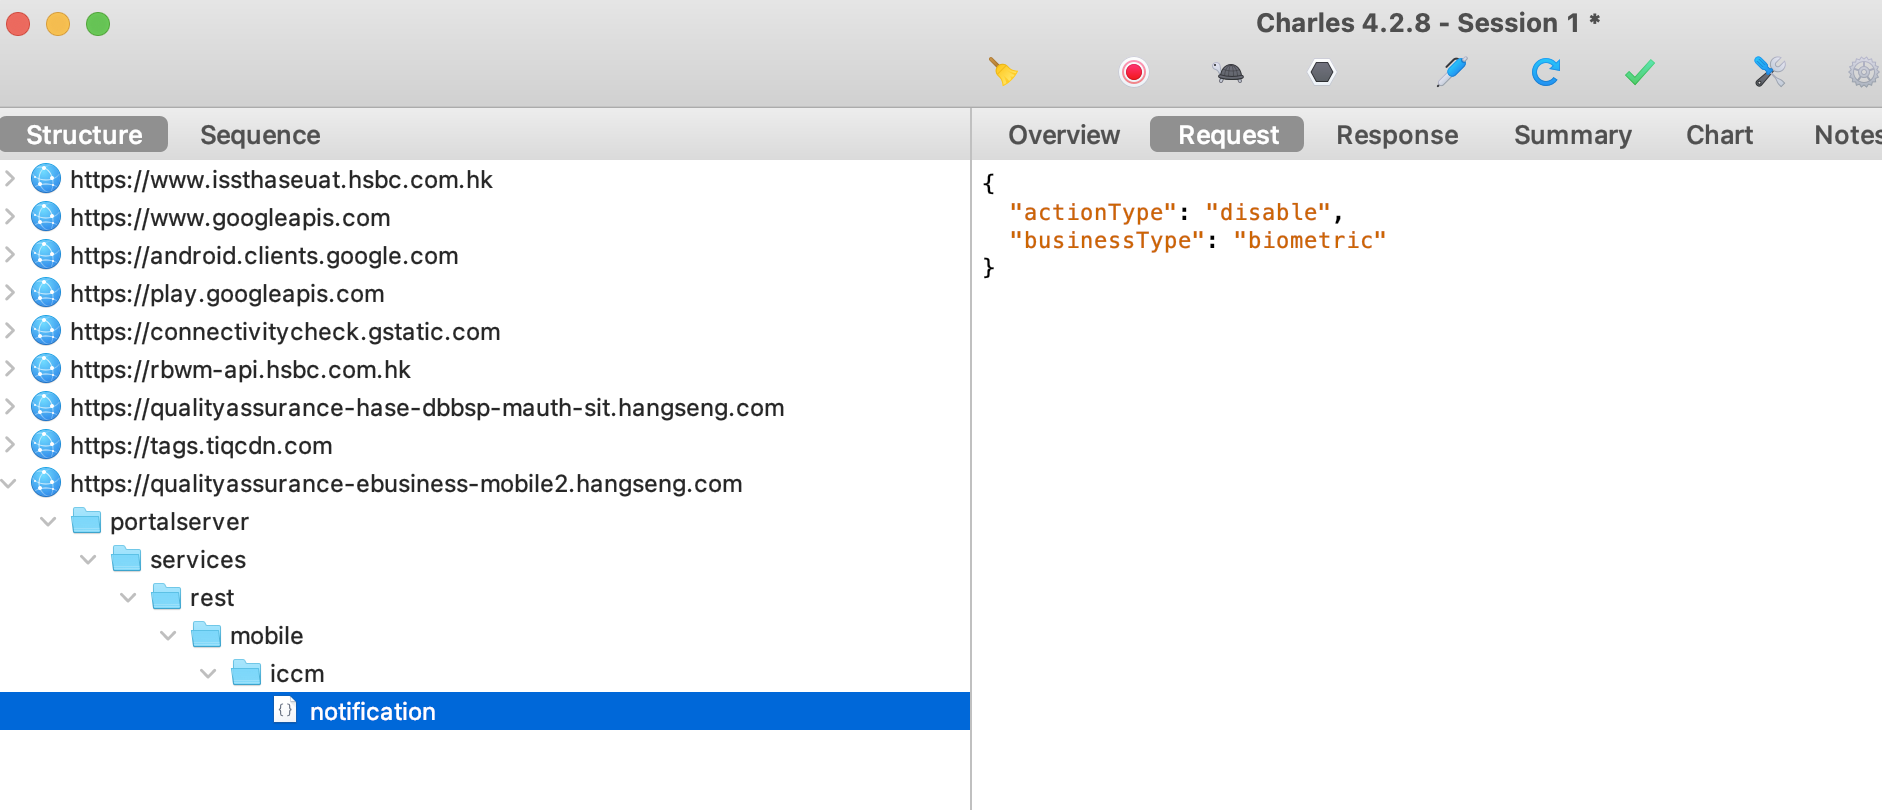 Charles 4.2.8 - Session 1 *
Structure Sequence
https://www.issthaseuat.hsbc.com.hk
https://www.googleapis.com
https://android.clients.google.com
https://play.googleapis.com
https://connectivitycheck.gstatic.com
https://rbwm-api.hsbc.com.hk
https://qualityassurance-hase-dbbsp-mauth-sit.hangseng.com
https://tags.tiqcdn.com
https://qualityassurance-ebusiness-mobile2.hangseng.com
portalserver
services
rest
mobile
iccm
{} notification
Overview Request Response Summary Chart Notes
{
"actionType": "disable",
"businessType": "biometric"
}